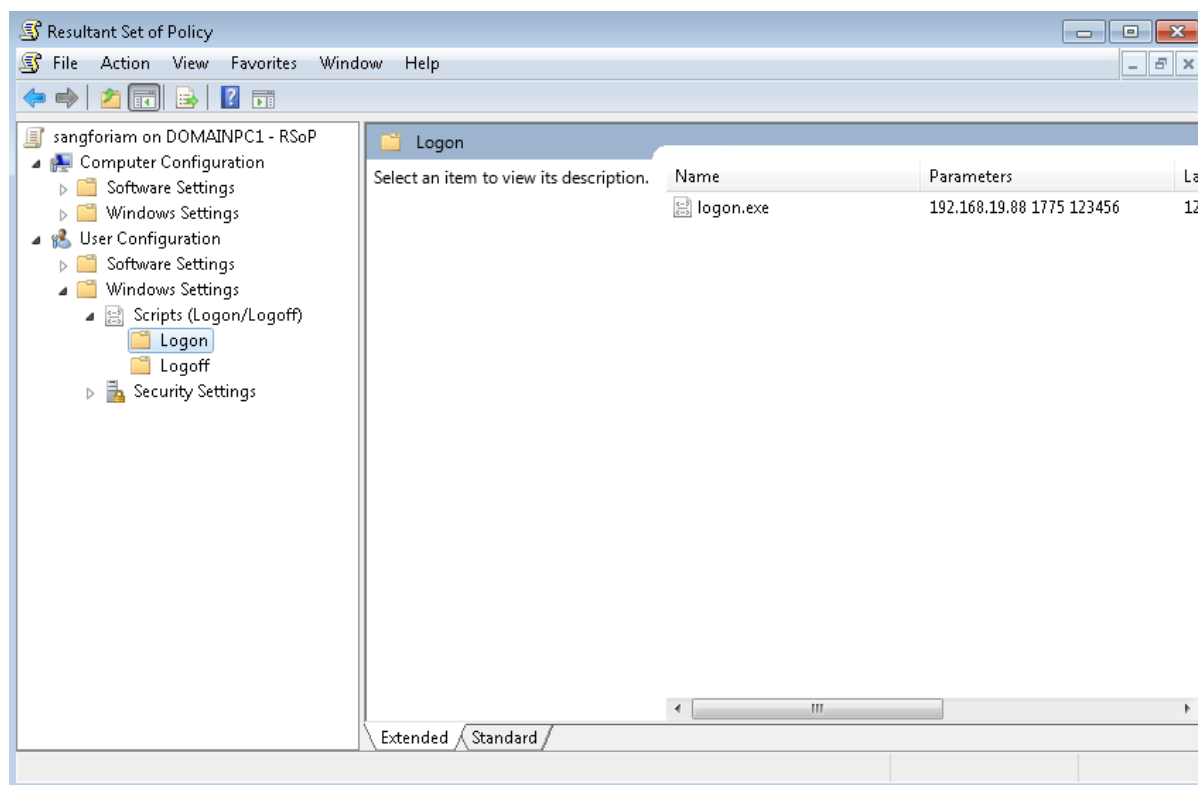 Resultant Set of Policy
File Action View Favorites Window Help
sangforiam on DOMAINPC1 - RSoP
Computer Configuration
Software Settings
Windows Settings
User Configuration
Software Settings
Windows Settings
Scripts (Logon/Logoff)
Logon
Logoff
Security Settings
Logon
Select an item to view its description.
Name Parameters La
logon.exe 192.168.19.88 1775 123456 12
Extended Standard